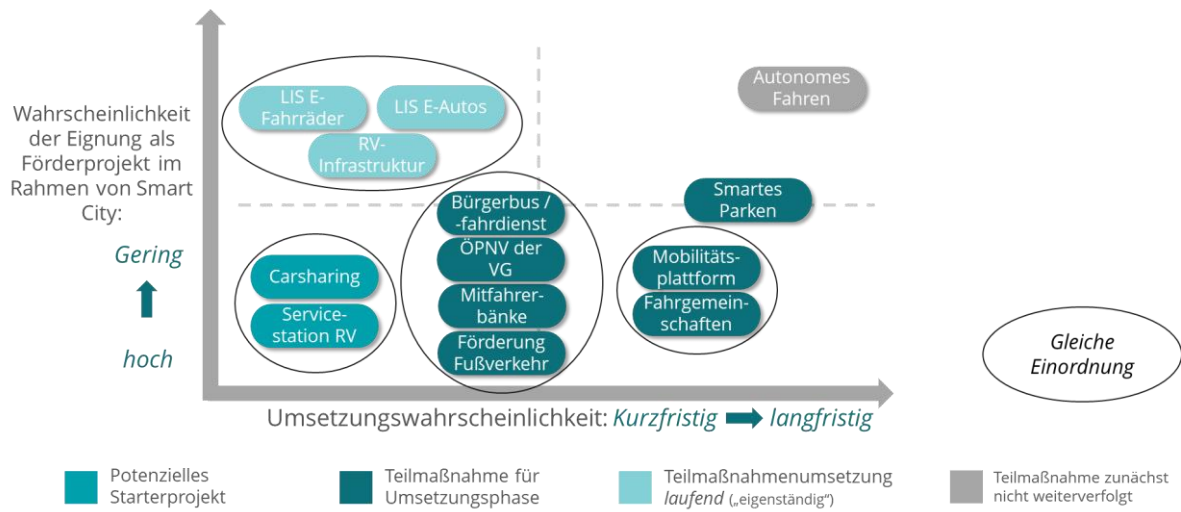 Wahrscheinlichkeit
der Eignung als
Förderprojekt im
Rahmen von Smart
City:
Gering
hoch
LIS E-
Fahrräder
LIS E-Autos
RV-
Infrastruktur
Autonomes
Fahren
Smartes
Parken
Bürgerbus /
-fahrdienst
ÖPNV der
VG
Mitfahrer-
bänke
Förderung
Fußverkehr
Carsharing
Service-
station RV
Mobilitäts-
plattform
Fahrgemein-
schaften
Gleiche
Einordnung
Umsetzungswahrscheinlichkeit: Kurzfristig langfristig
Potenzielles
Starterprojekt
Teilmaßnahme für
Umsetzungsphase
Teilmaßnahmenumsetzung
laufend („eigenständig“)
Teilmaßnahme zunächst
nicht weiterverfolgt